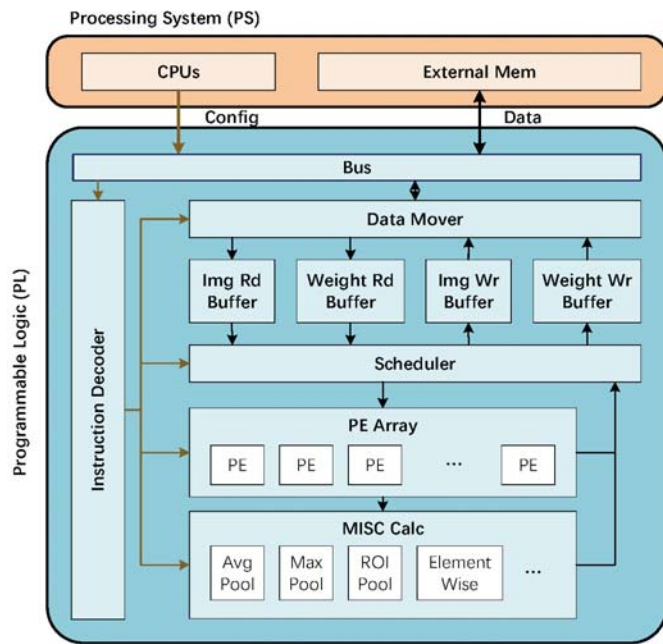 Processing System (PS)
CPUs
External Mem
Config
Data
Bus
Programmable Logic (PL)
Instruction Decoder
Data Mover
Img Rd
Buffer
Weight Rd
Buffer
Img Wr
Buffer
Weight Wr
Buffer
Scheduler
PE Array
PE
PE
PE
...
PE
MISC Calc
Avg
Pool
Max
Pool
ROI
Pool
Element
Wise
...